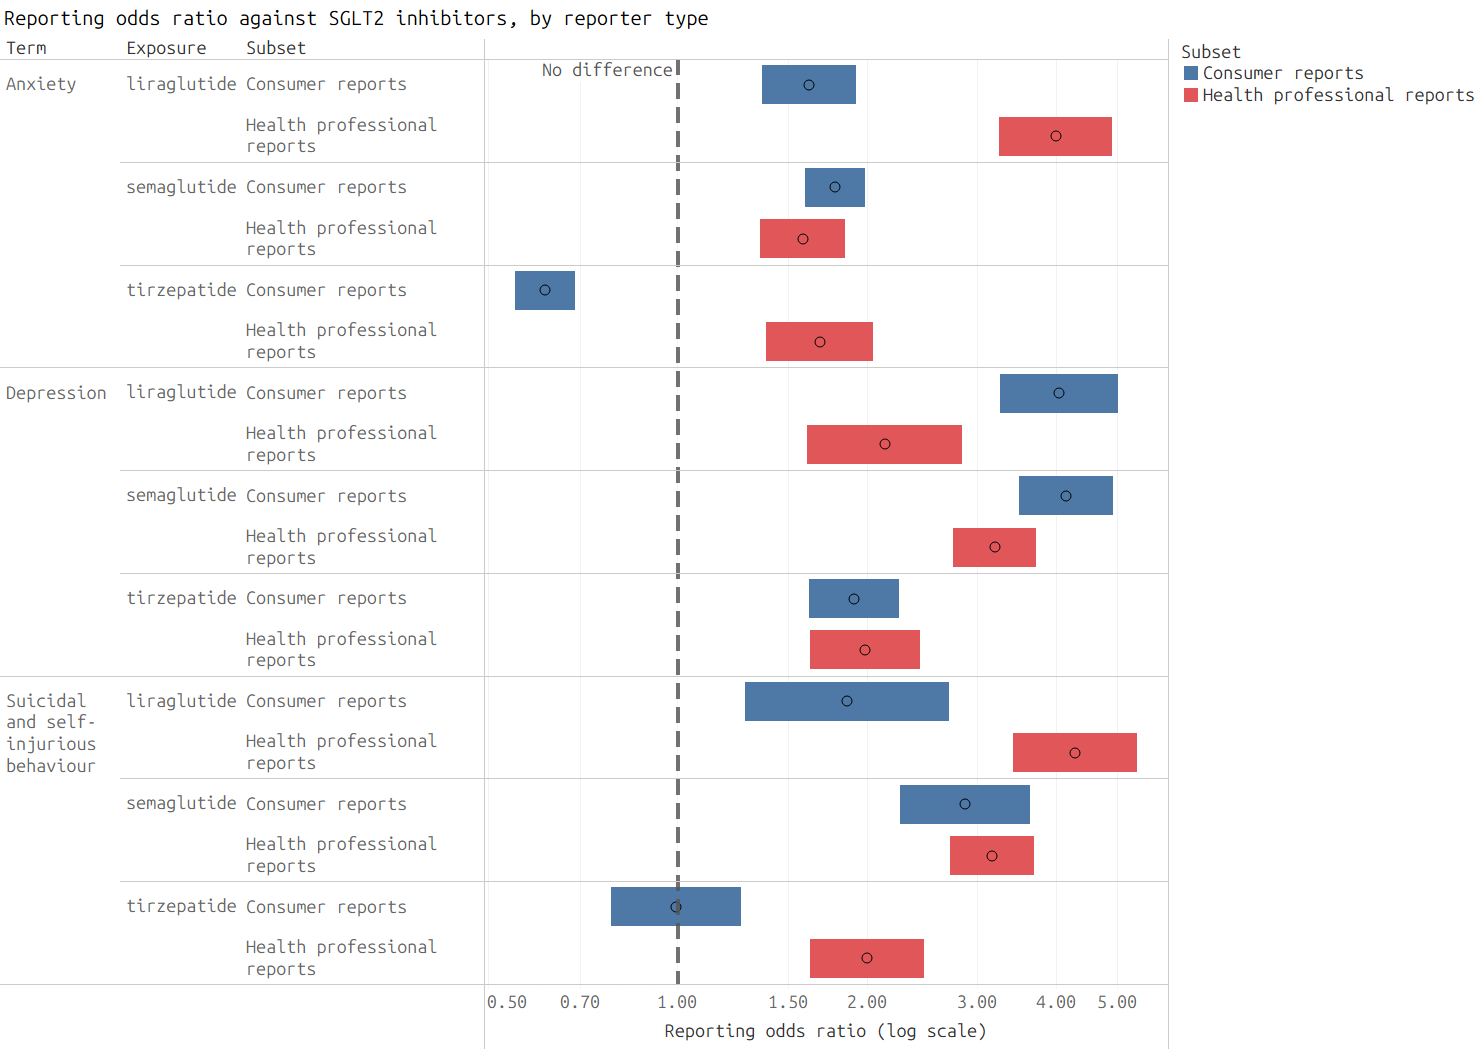 Reporting odds ratio against SGLT2 inhibitors, by reporter type
Term Exposure Subset
Subset
Consumer reports
Health professional reports
No difference
Anxiety liraglutide Consumer reports
Health professional
reports
semaglutide Consumer reports
Health professional
reports
tirzepatide Consumer reports
Health professional
reports
Depression liraglutide Consumer reports
Health professional
reports
semaglutide Consumer reports
Health professional
reports
tirzepatide Consumer reports
Health professional
reports
Suicidal
and self-
injurious
behaviour
liraglutide Consumer reports
Health professional
reports
semaglutide Consumer reports
Health professional
reports
tirzepatide Consumer reports
Health professional
reports
0.50 0.70 1.00 1.50 2.00 3.00 4.00 5.00
Reporting odds ratio (log scale)